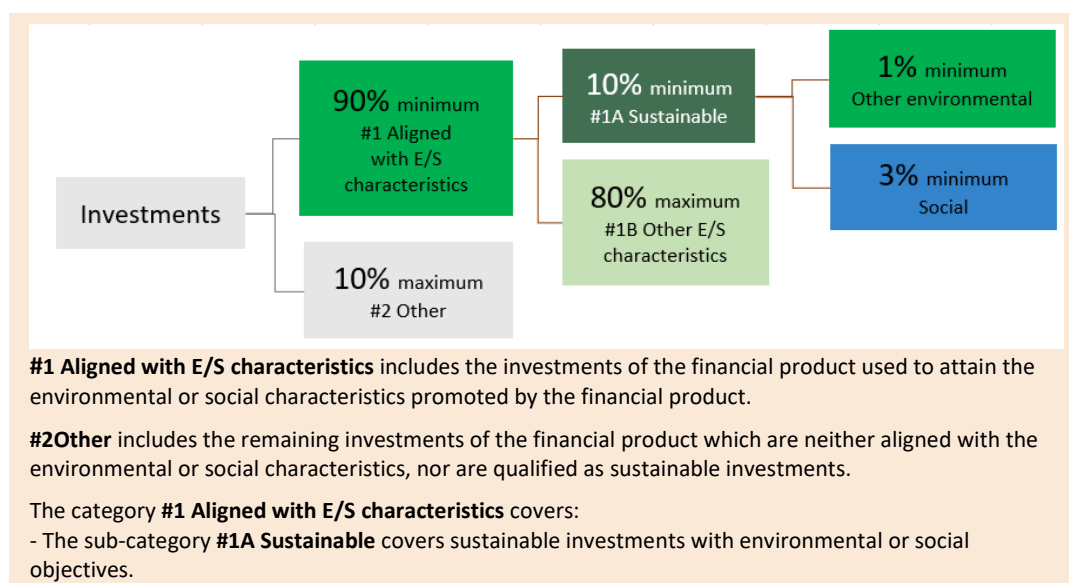 Investments
90% minimum
#1 Aligned
with E/S
characteristics
10% maximum
#2 Other
10% minimum
#1A Sustainable
80% maximum
#1B Other E/S
characteristics
1% minimum
Other environmental
3% minimum
Social
#1 Aligned with E/S characteristics includes the investments of the financial product used to attain the
environmental or social characteristics promoted by the financial product.
#2Other includes the remaining investments of the financial product which are neither aligned with the
environmental or social characteristics, nor are qualified as sustainable investments.
The category #1 Aligned with E/S characteristics covers:
- The sub-category #1A Sustainable covers sustainable investments with environmental or social
objectives.